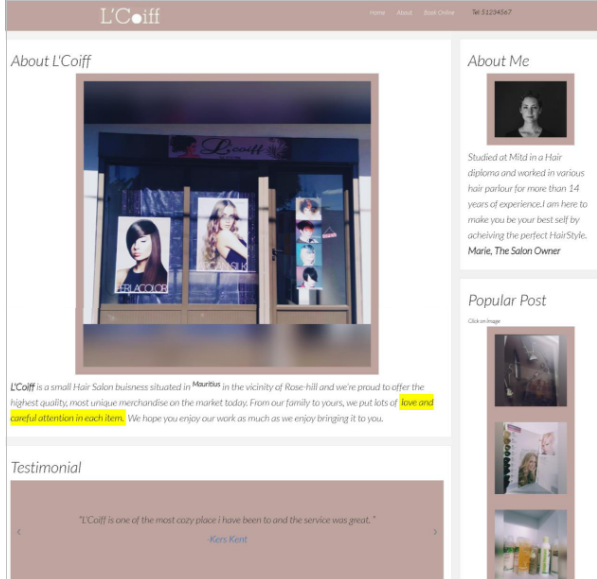 L'Coiff
Home About Book Online Tel:51234567
About L'Coiff
L'coiff
PERLACOLOR
L'Coiff is a small Hair Salon buisness situated in Mauritius in the vicinity of Rose-hill and we're proud to offer the
highest quality, most unique merchandise on the market today. From our family to yours, we put lots of love and
careful attention in each item. We hope you enjoy our work as much as we enjoy bringing it to you.
Testimonial
"L'Coiff is one of the most cozy place i have been to and the service was great. "
-Kers Kent
About Me
Studied at Mitd in a Hair
diploma and worked in various
hair parlour for more than 14
years of experience.I am here to
make you be your best self by
acheiving the perfect HairStyle.
Marie, The Salon Owner
Popular Post
Click on Image